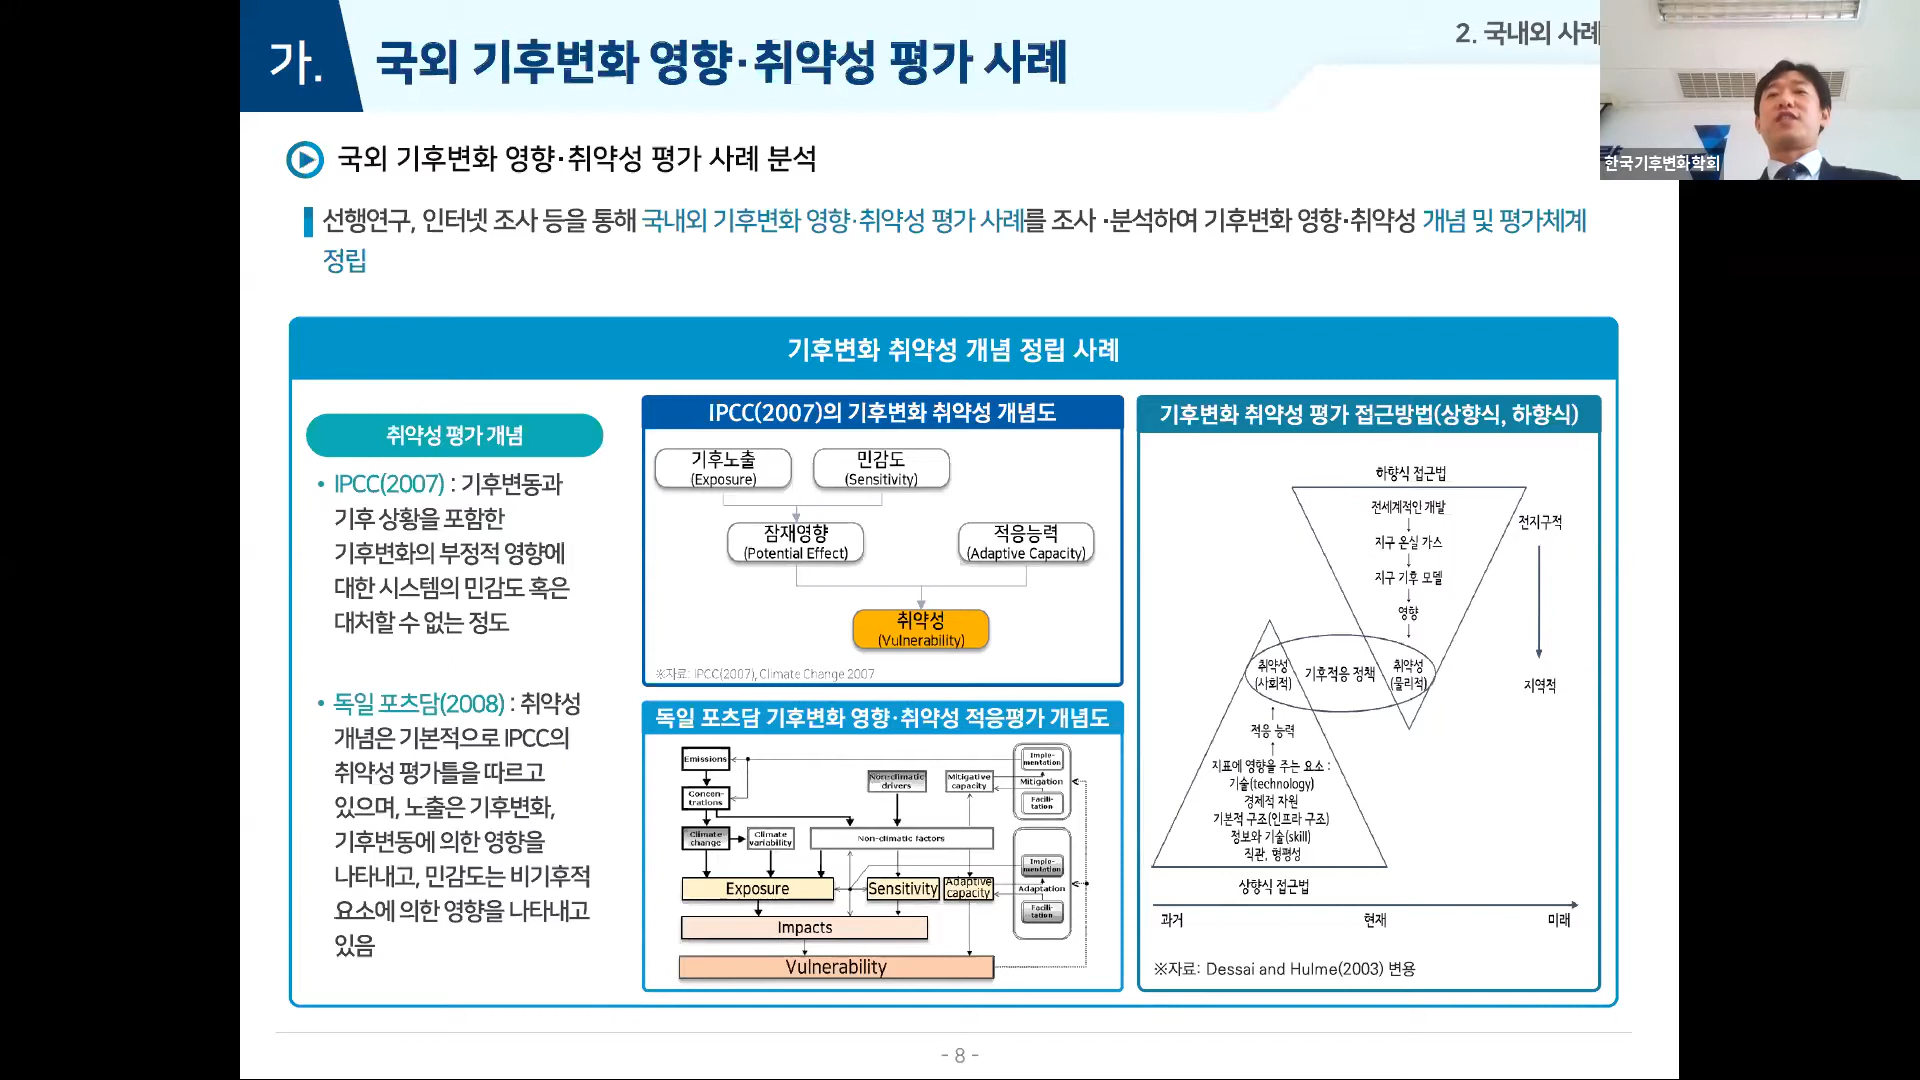 가.
국외 기후변화 영향·취약성 평가 사례
2. 국내외 사례
한국기후변화학회
국외 기후변화 영향·취약성 평가 사례 분석
선행연구, 인터넷 조사 등을 통해 국내외 기후변화 영향·취약성 평가 사례를 조사 ·분석하여 기후변화 영향·취약성 개념 및 평가체계
정립
기후변화 취약성 개념 정립 사례
취약성 평가 개념
• IPCC(2007) : 기후변동과
기후 상황을 포함한
기후변화의 부정적 영향에
대한 시스템의 민감도 혹은
대처할 수 없는 정도
• 독일 포츠담(2008) : 취약성
개념은 기본적으로 IPCC의
취약성 평가틀을 따르고
있으며, 노출은 기후변화,
기후변동에 의한 영향을
나타내고, 민감도는 비기후적
요소에 의한 영향을 나타내고
있음
IPCC(2007)의 기후변화 취약성 개념도
기후노출
(Exposure)
민감도
(Sensitivity)
잠재영향
(Potential Effect)
적응능력
(Adaptive Capacity)
취약성
(Vulnerability)
※자료: IPCC(2007), Climate Change 2007
독일 포츠담 기후변화 영향·취약성 적응평가 개념도
Emissions
Concen-
trations
Climate
change
Climate
variability
Non-climatic
drivers
Mitigative
capacity
Non-climatic factors
Imple-
mentation
Mitigation
Facili-
tation
Imple-
mentation
Adaptation
Facili-
tation
Exposure
Sensitivity
Adaptive
capacity
Impacts
Vulnerability
기후변화 취약성 평가 접근방법(상향식, 하향식)
하향식 접근법
전세계적인 개발
지구 온실 가스
지구 기후 모델
영향
전지구적
지역적
취약성
(사회적)
기후적응 정책
취약성
(물리적)
적응 능력
지표에 영향을 주는 요소 :
기술(technology)
경제적 자원
기본적 구조(인프라 구조)
정보와 기술(skill)
직관, 형평성
상향식 접근법
과거
현재
미래
※자료: Dessai and Hulme(2003) 변용
- 8 -